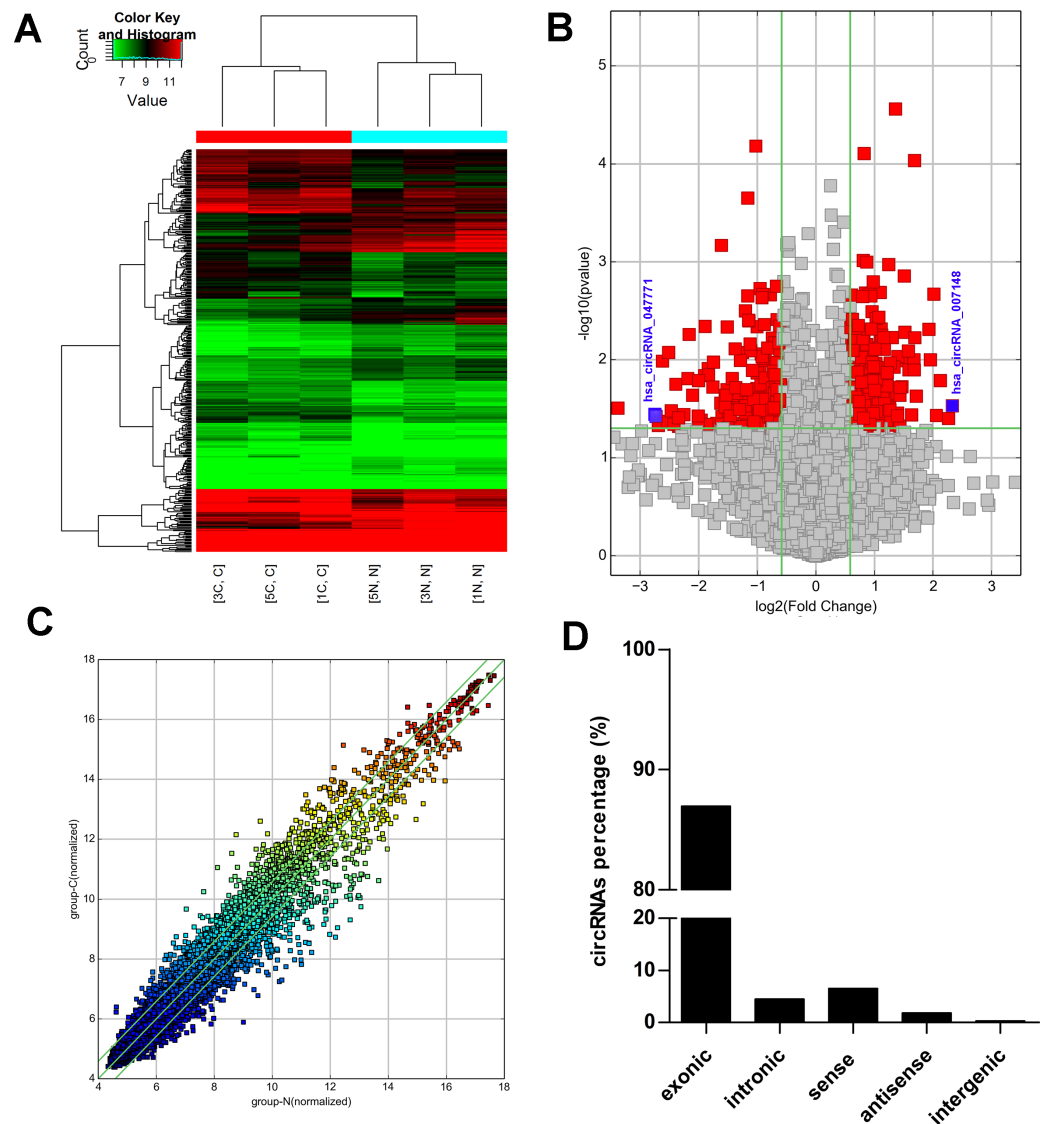 A
Color Key
and Histogram
Count
0
7 9 11
Value
[3C, C]
[5C, C]
[1C, C]
[5N, N]
[3N, N]
[1N, N]
B
5
4
3
2
1
0
-log10(pvalue)
hsa_circRNA_047771
hsa_circRNA_007148
−3 −2 −1 0 1 2 3
log2(Fold Change)
C
18
16
14
12
10
8
6
4
group-C(normalized)
4 6 8 10 12 14 16 18
group-N(normalized)
D
circRNAs percentage (%)
100
90
80
20
10
0
exonic
intronic
sense
antisense
intergenic